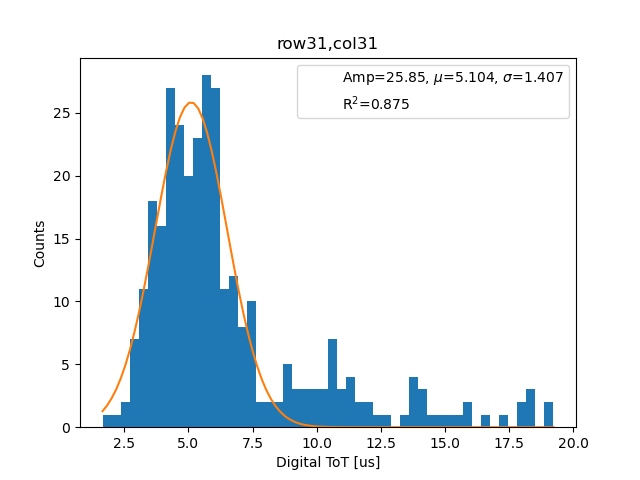 row31,col31
Amp=25.85, μ=5.104, σ=1.407
R²=0.875
Counts
25
20
15
10
5
0
2.5 5.0 7.5 10.0 12.5 15.0 17.5 20.0
Digital ToT [us]